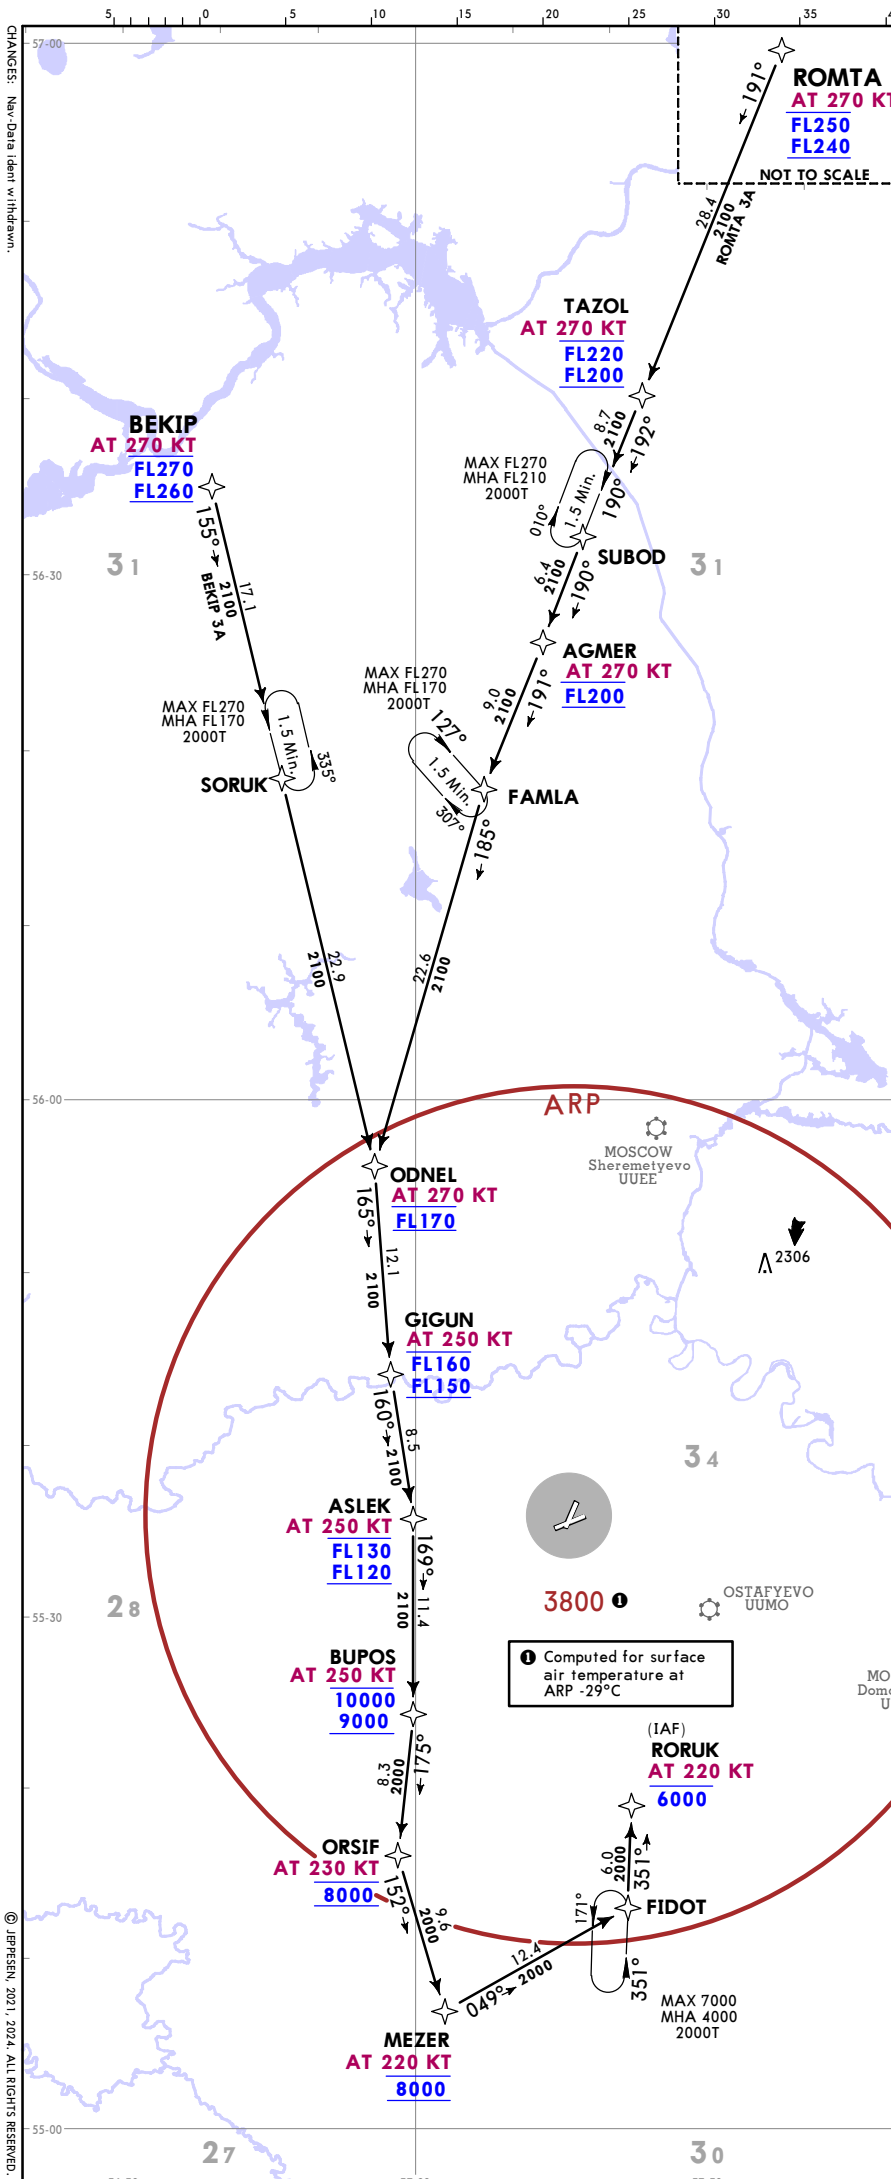 5 0 5 10 15 20 25 30 35
CHANGES: Nav-Data ident withdrawn.
57-00
191°
ROMTA
AT 270 KT
FL250
FL240
NOT TO SCALE
28.4
2100
ROMTA 3A
TAZOL
AT 270 KT
FL220
FL200
8.7
2100
192°
BEKIP
AT 270 KT
FL270
FL260
MAX FL270
MHA FL210
2000T
010°
1.5 Min.
190°
SUBOD
155°
17.1
2100
BEKIP 3A
31
56-30
31
6.4
2100
190°
AGMER
AT 270 KT
FL200
MAX FL270
MHA FL170
2000T
9.0
2100
191°
MAX FL270
MHA FL170
2000T
127°
1.5 Min.
307°
1.5 Min.
335°
SORUK
FAMLA
185°
22.9
2100
22.6
2100
56-00
ARP
MOSCOW
Sheremetyevo
UUEE
ODNEL
AT 270 KT
FL170
165°
12.1
2100
2306
GIGUN
AT 250 KT
FL160
FL150
160°
8.5
2100
34
ASLEK
AT 250 KT
FL130
FL120
169°
11.4
2100
28
55-30
3800 ❶
OSTAFYEVO
UUMO
BUPOS
AT 250 KT
10000
9000
❶ Computed for surface
air temperature at
ARP -29°C
MO
Domo
U
175°
8.3
2000
(IAF)
RORUK
AT 220 KT
6000
ORSIF
AT 230 KT
8000
6.0
2000
351°
152°
9.6
2000
171°
FIDOT
12.4
049°
2000
351°
MAX 7000
MHA 4000
2000T
MEZER
AT 220 KT
8000
55-00
27
30
© JEPPESEN, 2021, 2024. ALL RIGHTS RESERVED.